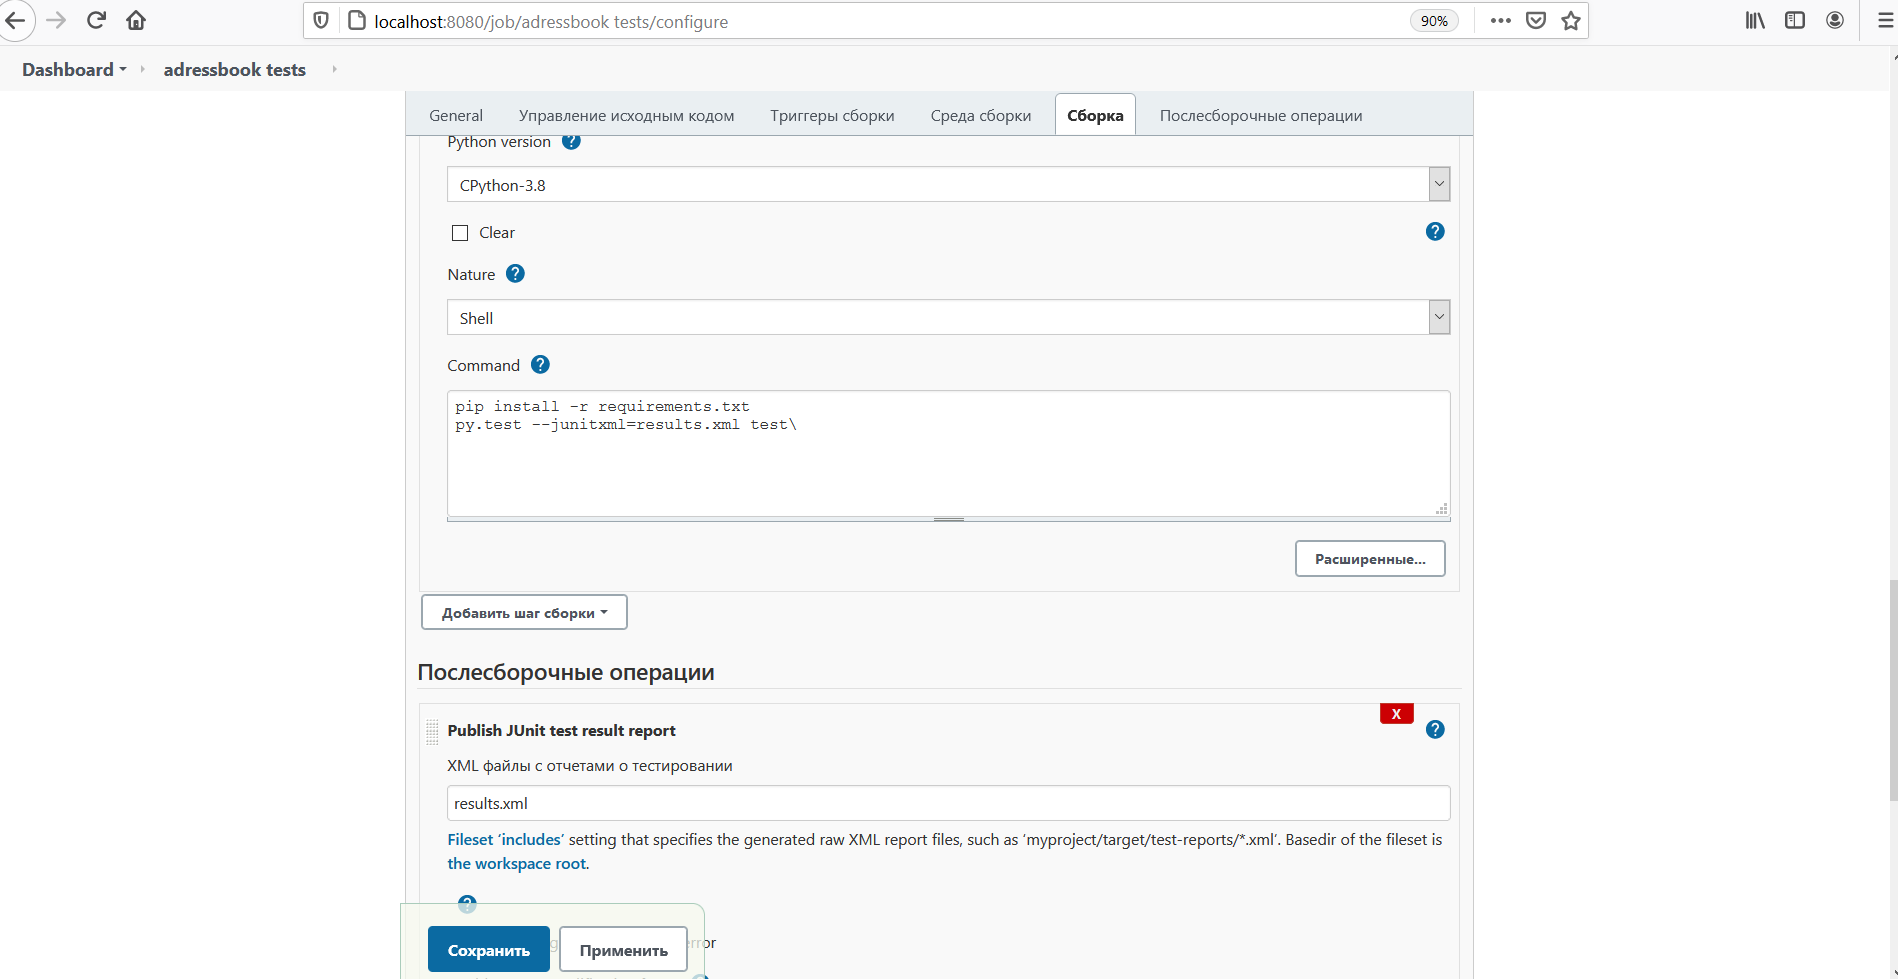 localhost:8080/job/adressbook tests/configure
90%
Dashboard
adressbook tests
General
Управление исходным кодом
Триггеры сборки
Среда сборки
Сборка
Послесборочные операции
Python version
?
CPython-3.8
Clear
?
Nature
?
Shell
Command
?
pip install -r requirements.txt
py.test --junitxml=results.xml test\
Расширенные...
Добавить шаг сборки
Послесборочные операции
X
Publish JUnit test result report
?
XML файлы с отчетами о тестировании
results.xml
Fileset ‘includes’ setting that specifies the generated raw XML report files, such as ‘myproject/target/test-reports/*.xml’. Basedir of the fileset is
the workspace root.
?
Сохранить
Применить
error